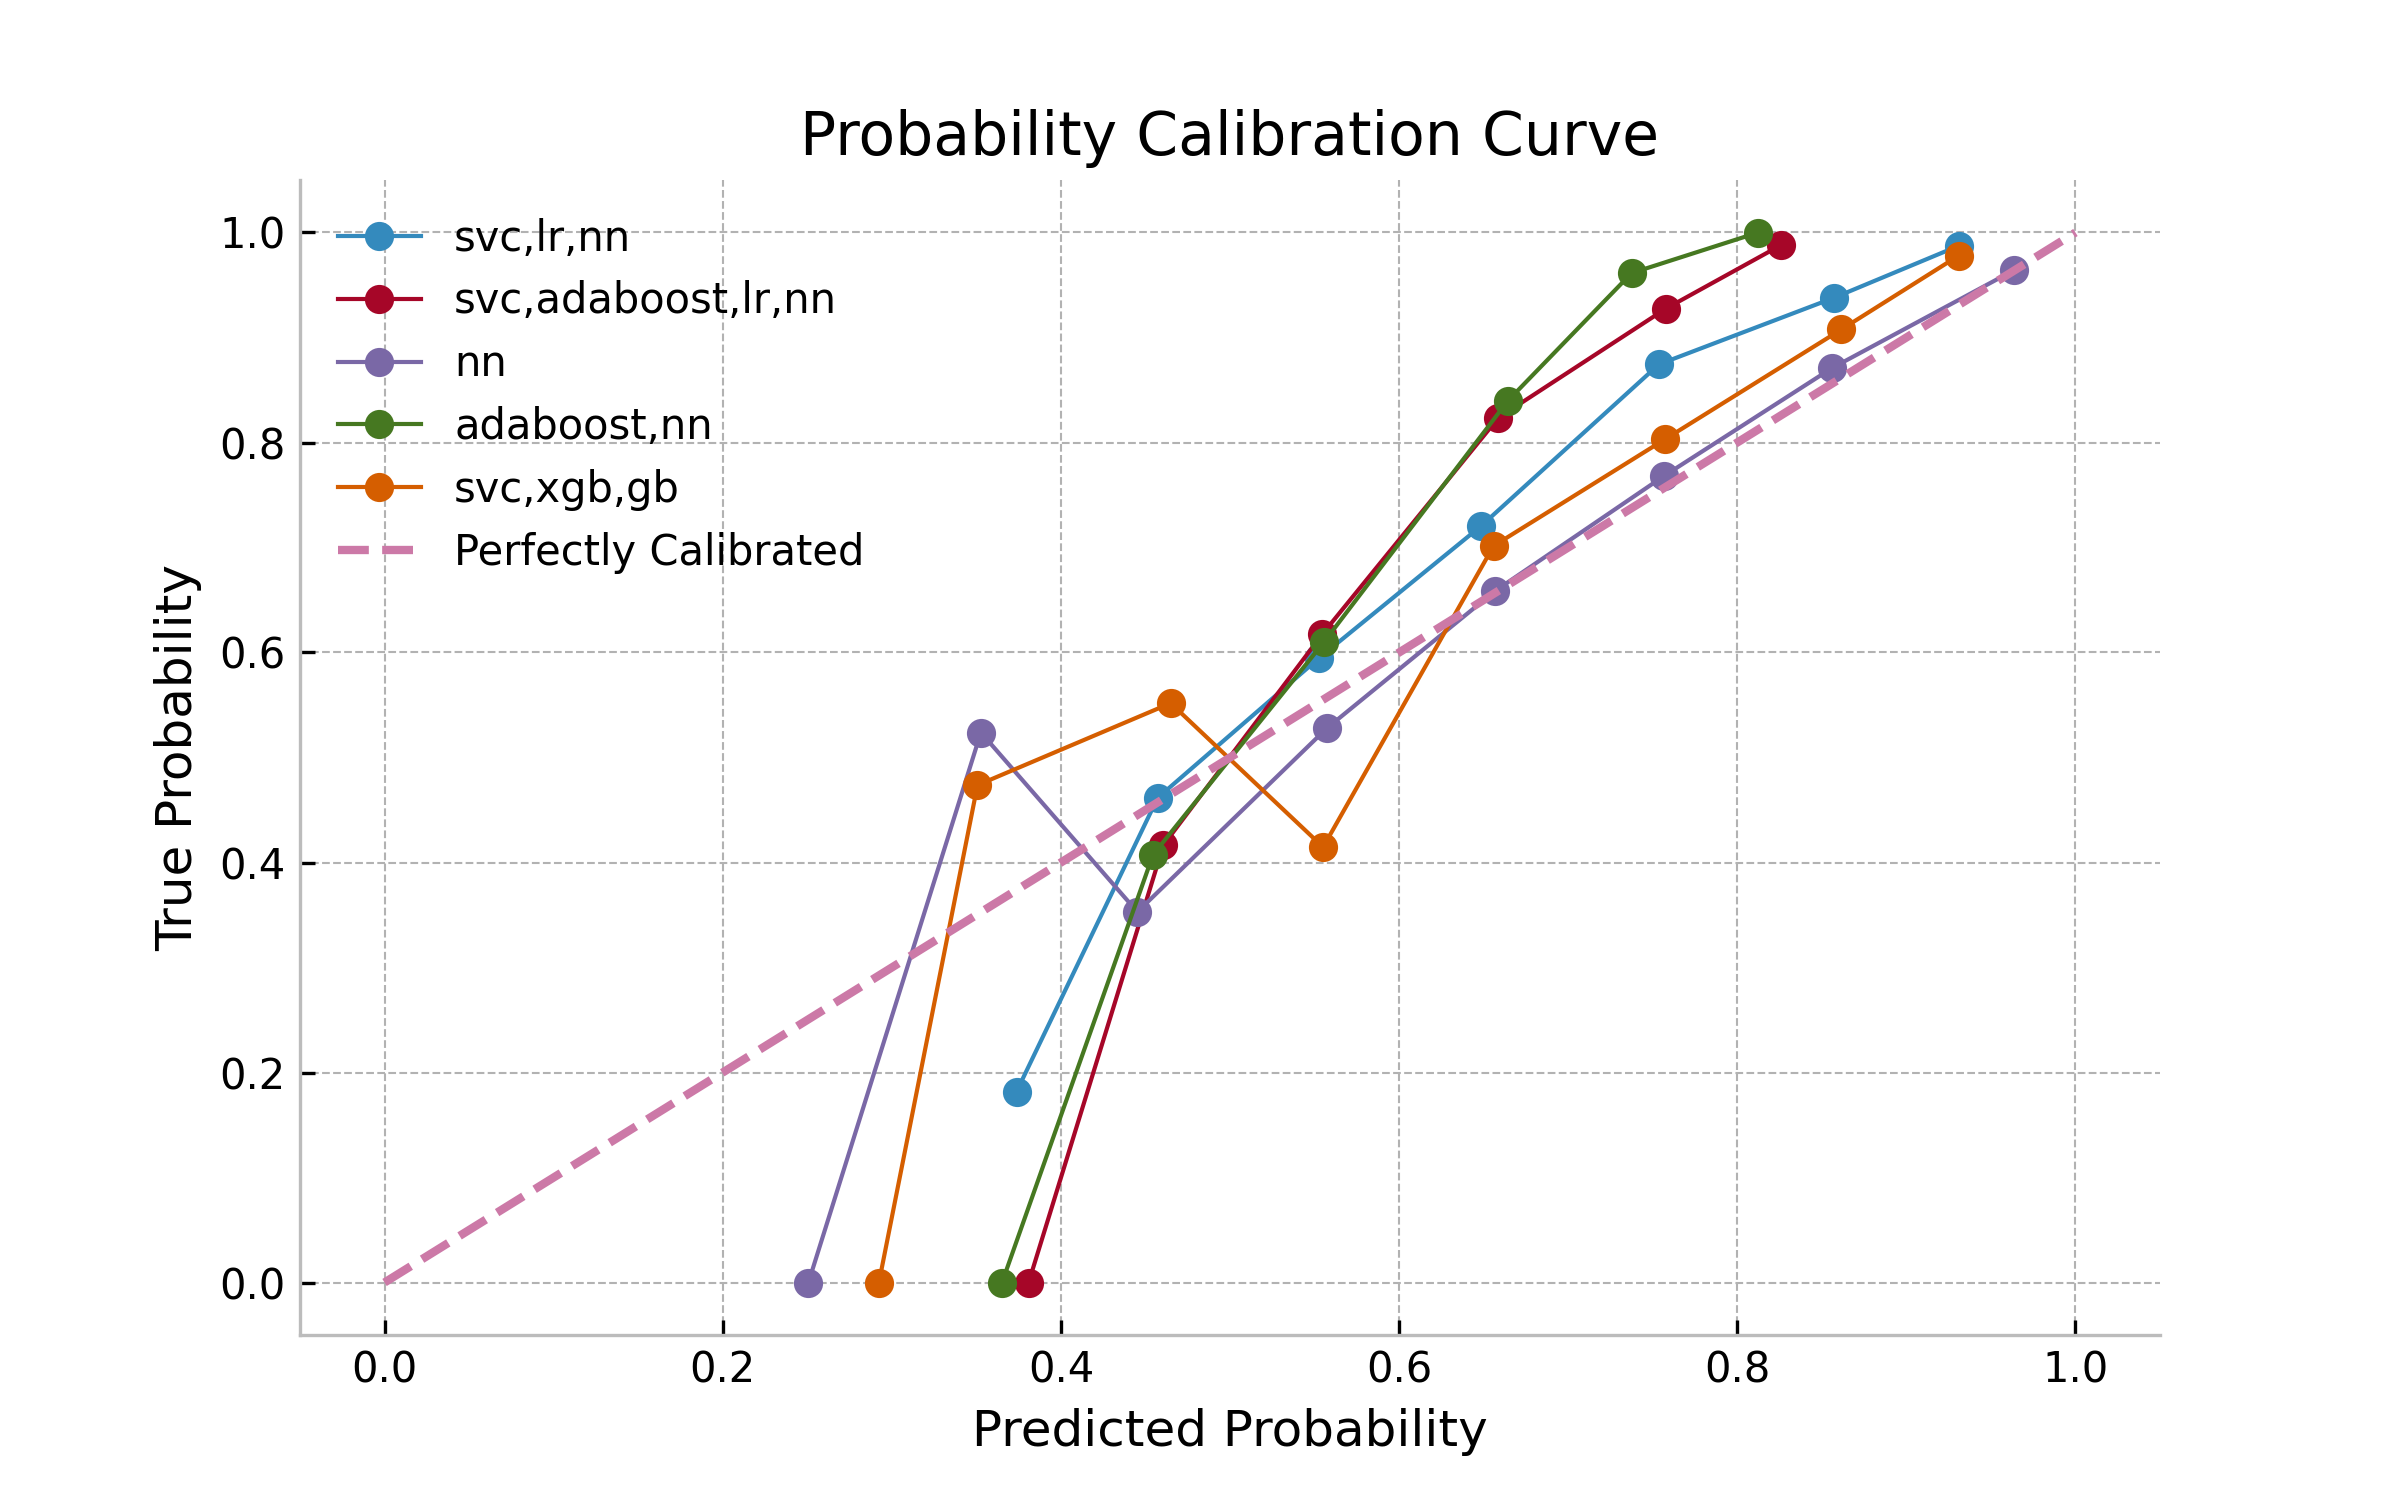 Probability Calibration Curve
svc,lr,nn
svc,adaboost,lr,nn
nn
adaboost,nn
svc,xgb,gb
Perfectly Calibrated
True Probability
1.0
0.8
0.6
0.4
0.2
0.0
0.0 0.2 0.4 0.6 0.8 1.0
Predicted Probability